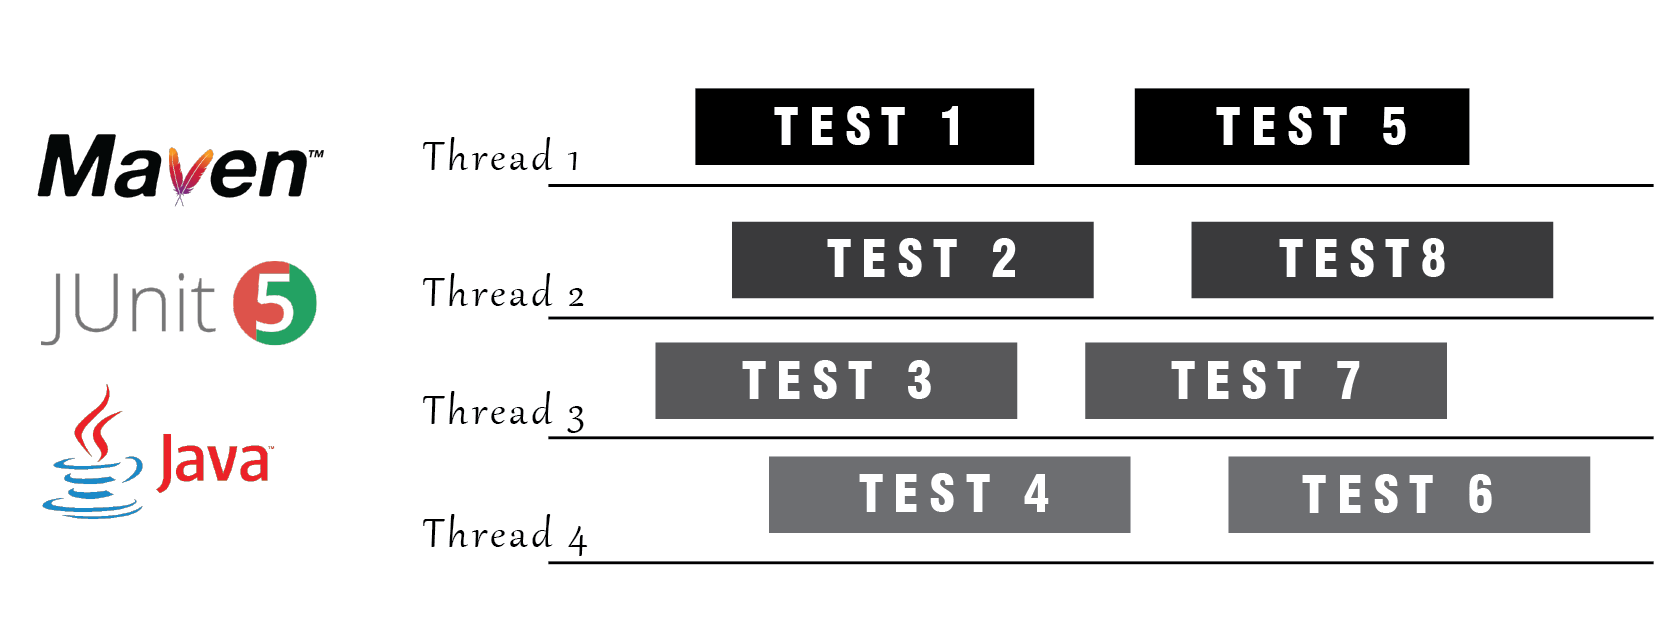 Maven™
JUnit 5
Java™
Thread 1
TEST 1
TEST 5
Thread 2
TEST 2
TEST8
Thread 3
TEST 3
TEST 7
Thread 4
TEST 4
TEST 6